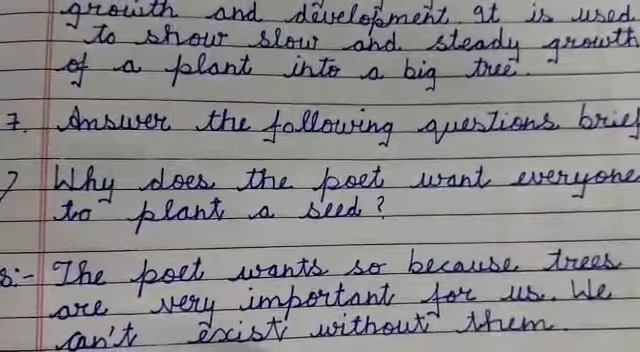 growth and development. It is used
to show slow and steady growth
of a plant into a big tree.
7. Answer the following questions brief
? Why does the poet want everyone
to plant a seed?
s:- The poet wants so because trees
are very important for us. We
can't exist without them.